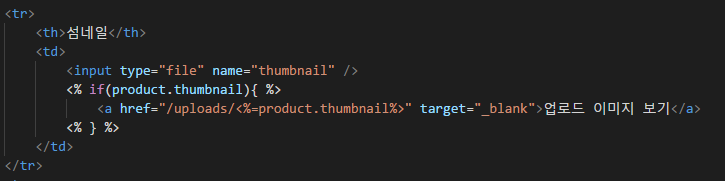 <tr>
<th>섬네일</th>
<td>
<input type="file" name="thumbnail" />
<% if(product.thumbnail){ %>
<a href="/uploads/<%=product.thumbnail%>" target="_blank">업로드 이미지 보기</a>
<% } %>
</td>
</tr>